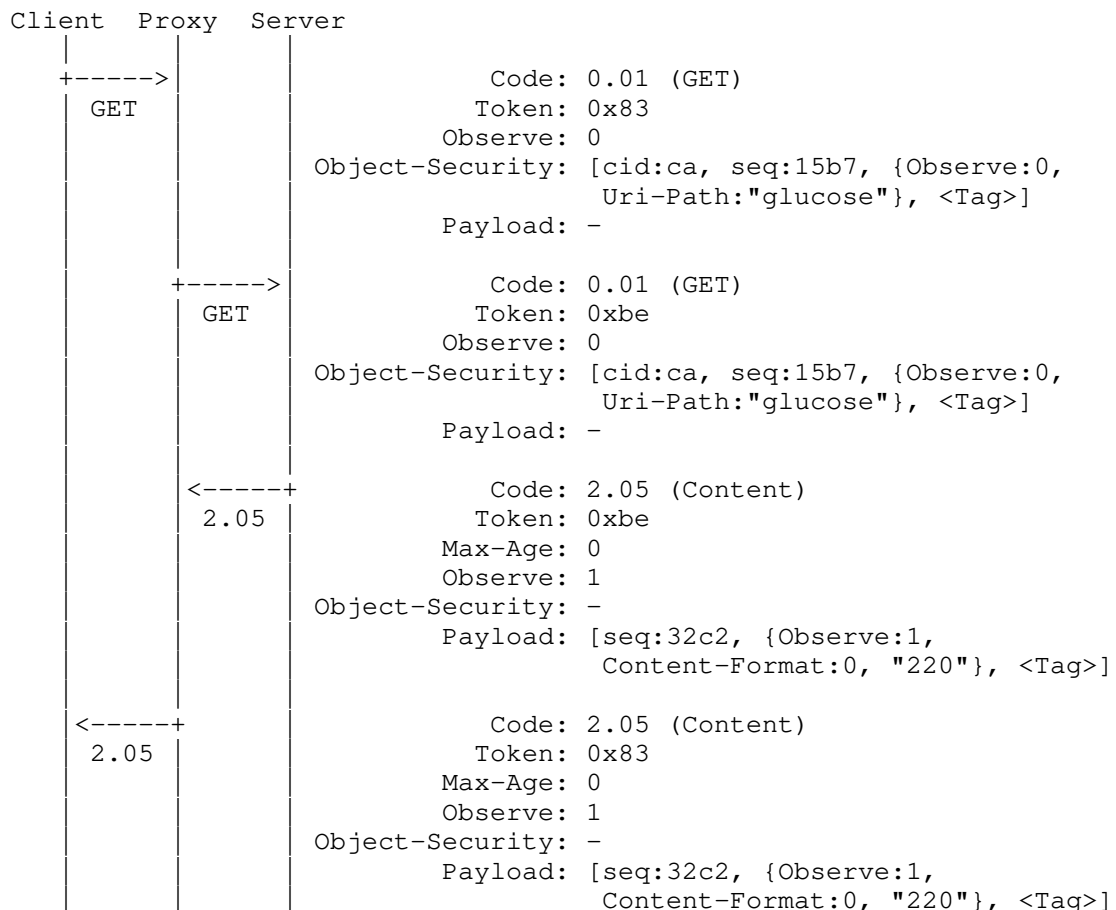 Client  Proxy  Server
   |      |      |
   +----->|      |            Code: 0.01 (GET)
   | GET  |      |           Token: 0x83
   |      |      |         Observe: 0
   |      |      | Object-Security: [cid:ca, seq:15b7, {Observe:0,
   |      |      |                   Uri-Path:"glucose"}, <Tag>]
   |      |      |         Payload: -
   |      |      |
   |      +----->|            Code: 0.01 (GET)
   |      | GET  |           Token: 0xbe
   |      |      |         Observe: 0
   |      |      | Object-Security: [cid:ca, seq:15b7, {Observe:0,
   |      |      |                   Uri-Path:"glucose"}, <Tag>]
   |      |      |         Payload: -
   |      |      |
   |      |<-----+            Code: 2.05 (Content)
   |      | 2.05 |           Token: 0xbe
   |      |      |         Max-Age: 0
   |      |      |         Observe: 1
   |      |      | Object-Security: -
   |      |      |         Payload: [seq:32c2, {Observe:1,
   |      |      |                   Content-Format:0, "220"}, <Tag>]
   |      |      |
   |<-----+      |            Code: 2.05 (Content)
   | 2.05 |      |           Token: 0x83
   |      |      |         Max-Age: 0
   |      |      |         Observe: 1
   |      |      | Object-Security: -
   |      |      |         Payload: [seq:32c2, {Observe:1,
   |      |      |                   Content-Format:0, "220"}, <Tag>]